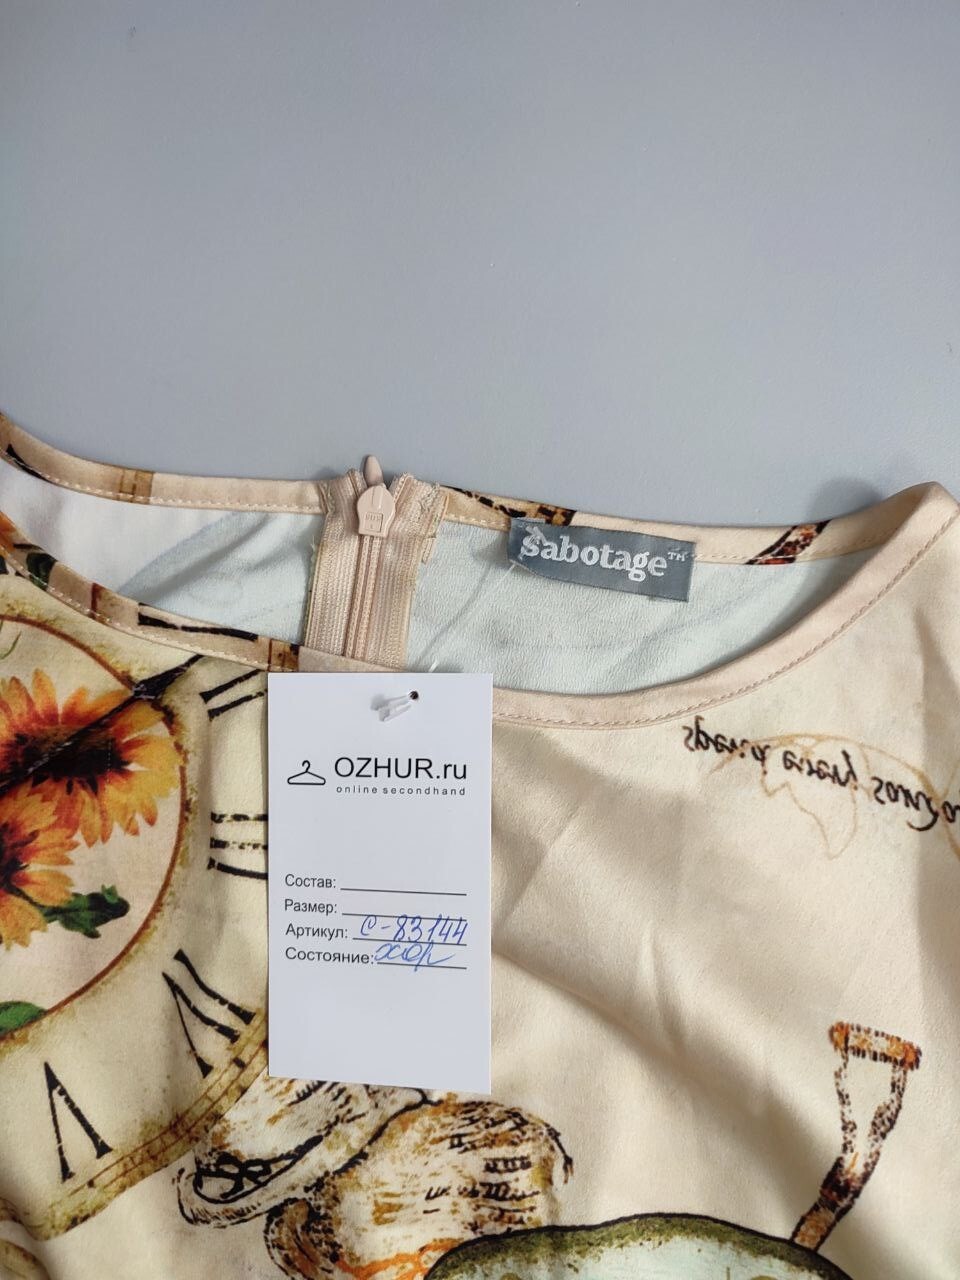 Sabotage™
OZHUR.ru
online secondhand
Состав:
Размер:
Артикул: С-83144
Состояние: хор